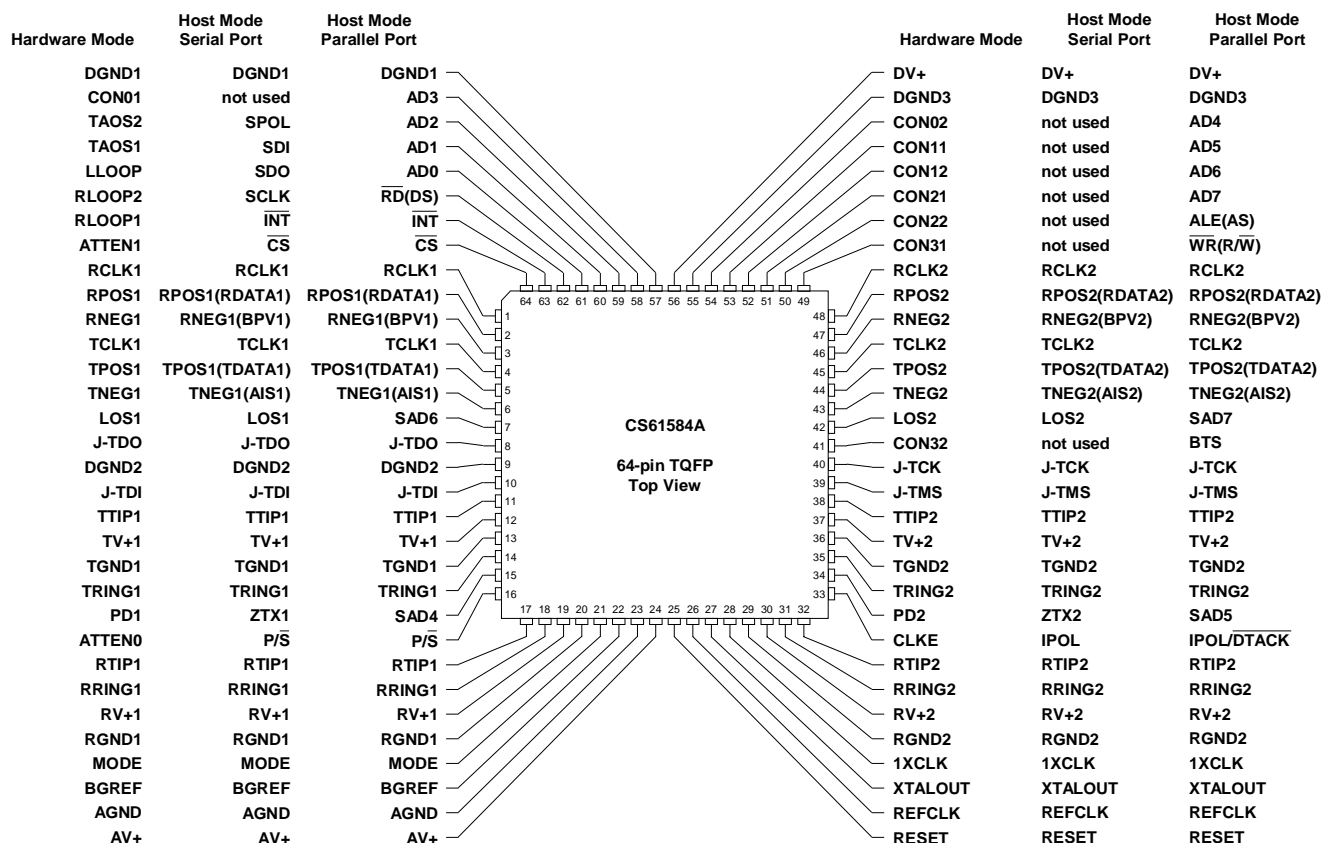 Hardware Mode Host Mode Serial Port Host Mode Parallel Port
DGND1 DGND1 DGND1
CON01 not used AD3
TAOS2 SPOL AD2
TAOS1 SDI AD1
LLOOP SDO AD0
RLOOP2 SCLK R̅D̅(DS)
RLOOP1 I̅N̅T̅ I̅N̅T̅
ATTEN1 C̅S̅ C̅S̅
RCLK1 RCLK1 RCLK1
RPOS1 RPOS1(RDATA1) RPOS1(RDATA1)
RNEG1 RNEG1(BPV1) RNEG1(BPV1)
TCLK1 TCLK1 TCLK1
TPOS1 TPOS1(TDATA1) TPOS1(TDATA1)
TNEG1 TNEG1(AIS1) TNEG1(AIS1)
LOS1 LOS1 SAD6
J-TDO J-TDO J-TDO
DGND2 DGND2 DGND2
J-TDI J-TDI J-TDI
TTIP1 TTIP1 TTIP1
TV+1 TV+1 TV+1
TGND1 TGND1 TGND1
TRING1 TRING1 TRING1
PD1 ZTX1 SAD4
ATTEN0 P/S̅ P/S̅
RTIP1 RTIP1 RTIP1
RRING1 RRING1 RRING1
RV+1 RV+1 RV+1
RGND1 RGND1 RGND1
MODE MODE MODE
BGREF BGREF BGREF
AGND AGND AGND
AV+ AV+ AV+
64 63 62 61 60 59 58 57 56 55 54 53 52 51 50 49
1
2
3
4
5
6
7
8
9
10
11
12
13
14
15
16
CS61584A
64-pin TQFP
Top View
48
47
46
45
44
43
42
41
40
39
38
37
36
35
34
33
17 18 19 20 21 22 23 24 25 26 27 28 29 30 31 32
Hardware Mode Host Mode Serial Port Host Mode Parallel Port
DV+ DV+ DV+
DGND3 DGND3 DGND3
CON02 not used AD4
CON11 not used AD5
CON12 not used AD6
CON21 not used AD7
CON22 not used ALE(AS)
CON31 not used W̅R̅(R/W̅)
RCLK2 RCLK2 RCLK2
RPOS2 RPOS2(RDATA2) RPOS2(RDATA2)
RNEG2 RNEG2(BPV2) RNEG2(BPV2)
TCLK2 TCLK2 TCLK2
TPOS2 TPOS2(TDATA2) TPOS2(TDATA2)
TNEG2 TNEG2(AIS2) TNEG2(AIS2)
LOS2 LOS2 SAD7
CON32 not used BTS
J-TCK J-TCK J-TCK
J-TMS J-TMS J-TMS
TTIP2 TTIP2 TTIP2
TV+2 TV+2 TV+2
TGND2 TGND2 TGND2
TRING2 TRING2 TRING2
PD2 ZTX2 SAD5
CLKE IPOL IPOL/D̅T̅A̅C̅K̅
RTIP2 RTIP2 RTIP2
RRING2 RRING2 RRING2
RV+2 RV+2 RV+2
RGND2 RGND2 RGND2
1XCLK 1XCLK 1XCLK
XTALOUT XTALOUT XTALOUT
REFCLK REFCLK REFCLK
RESET RESET RESET